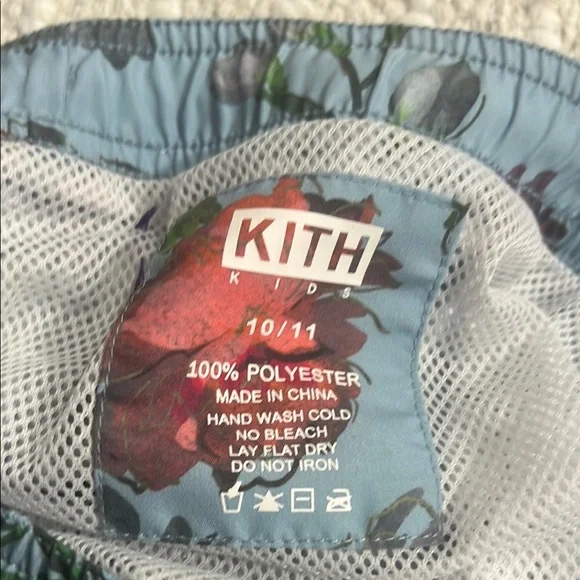 KITH
KIDS
10/11
100% POLYESTER
MADE IN CHINA
HAND WASH COLD
NO BLEACH
LAY FLAT DRY
DO NOT IRON